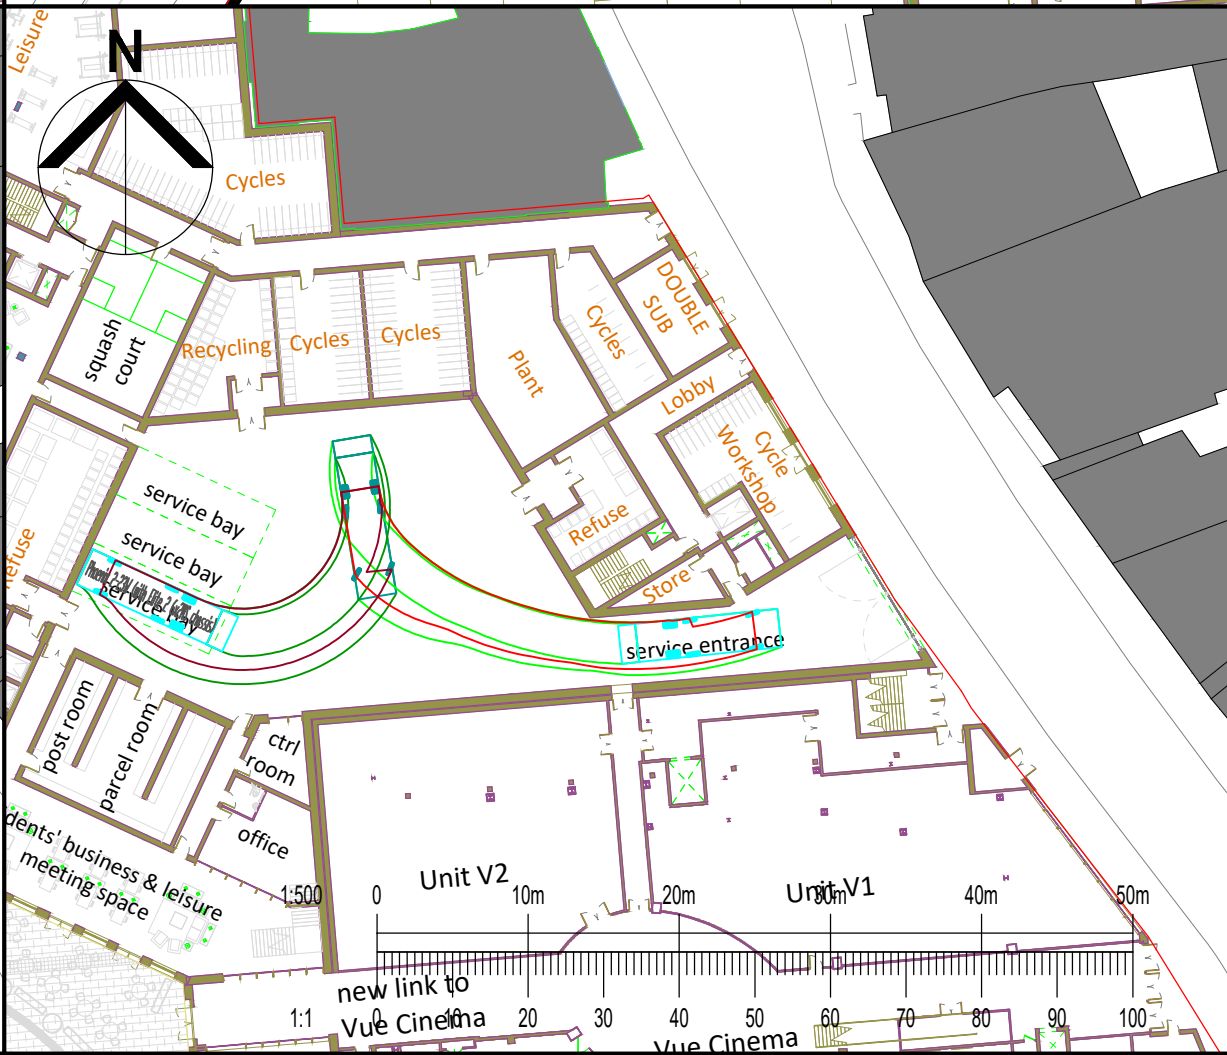 N
Leisure
Cycles
DOUBLE
SUB
squash
court
Recycling
Cycles
Cycles
Plant
Cycles
Lobby
Cycle
Workshop
service bay
service bay
service bay
Refuse
Refuse
Store
service entrance
post room
parcel room
ctrl
room
office
dents' business & leisure
meeting space
Unit V2
Unit V1
1:500 0 10m 20m 30m 40m 50m
new link to
Vue Cinema
1:1 0 10 20 30 40 50 60 70 80 90 100
Vue Cinema